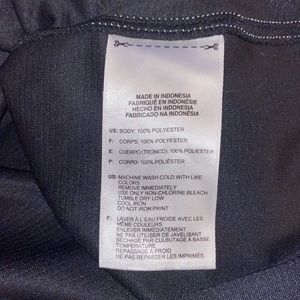 MADE IN INDONESIA
FABRIQUÉ EN INDONÉSIE
HECHO EN INDONESIA
FABRICADO NA INDONÉSIA
US: BODY: 100% POLYESTER
F: CORPS: 100% POLYESTER
E: CUERPO (TRONCO): 100% POLIÉSTER
P: CORPO: 100% POLIÉSTER
US: MACHINE WASH COLD WITH LIKE
COLORS
REMOVE IMMEDIATELY
USE ONLY NON-CHLORINE BLEACH
TUMBLE DRY LOW
COOL IRON
DO NOT IRON PRINT
F: LAVER À L'EAU FROIDE AVEC LES
MÊME COULEURS
ENLEVER IMMÉDIATEMENT
NE PAS UTILISER DE JAVELISANT
SÉCHAGE PAR CULBUTAGE À BASSE
TEMPÉRATURE
REPASSAGE À FROID
NE PAS REPASSER LES IMPRIMÉS